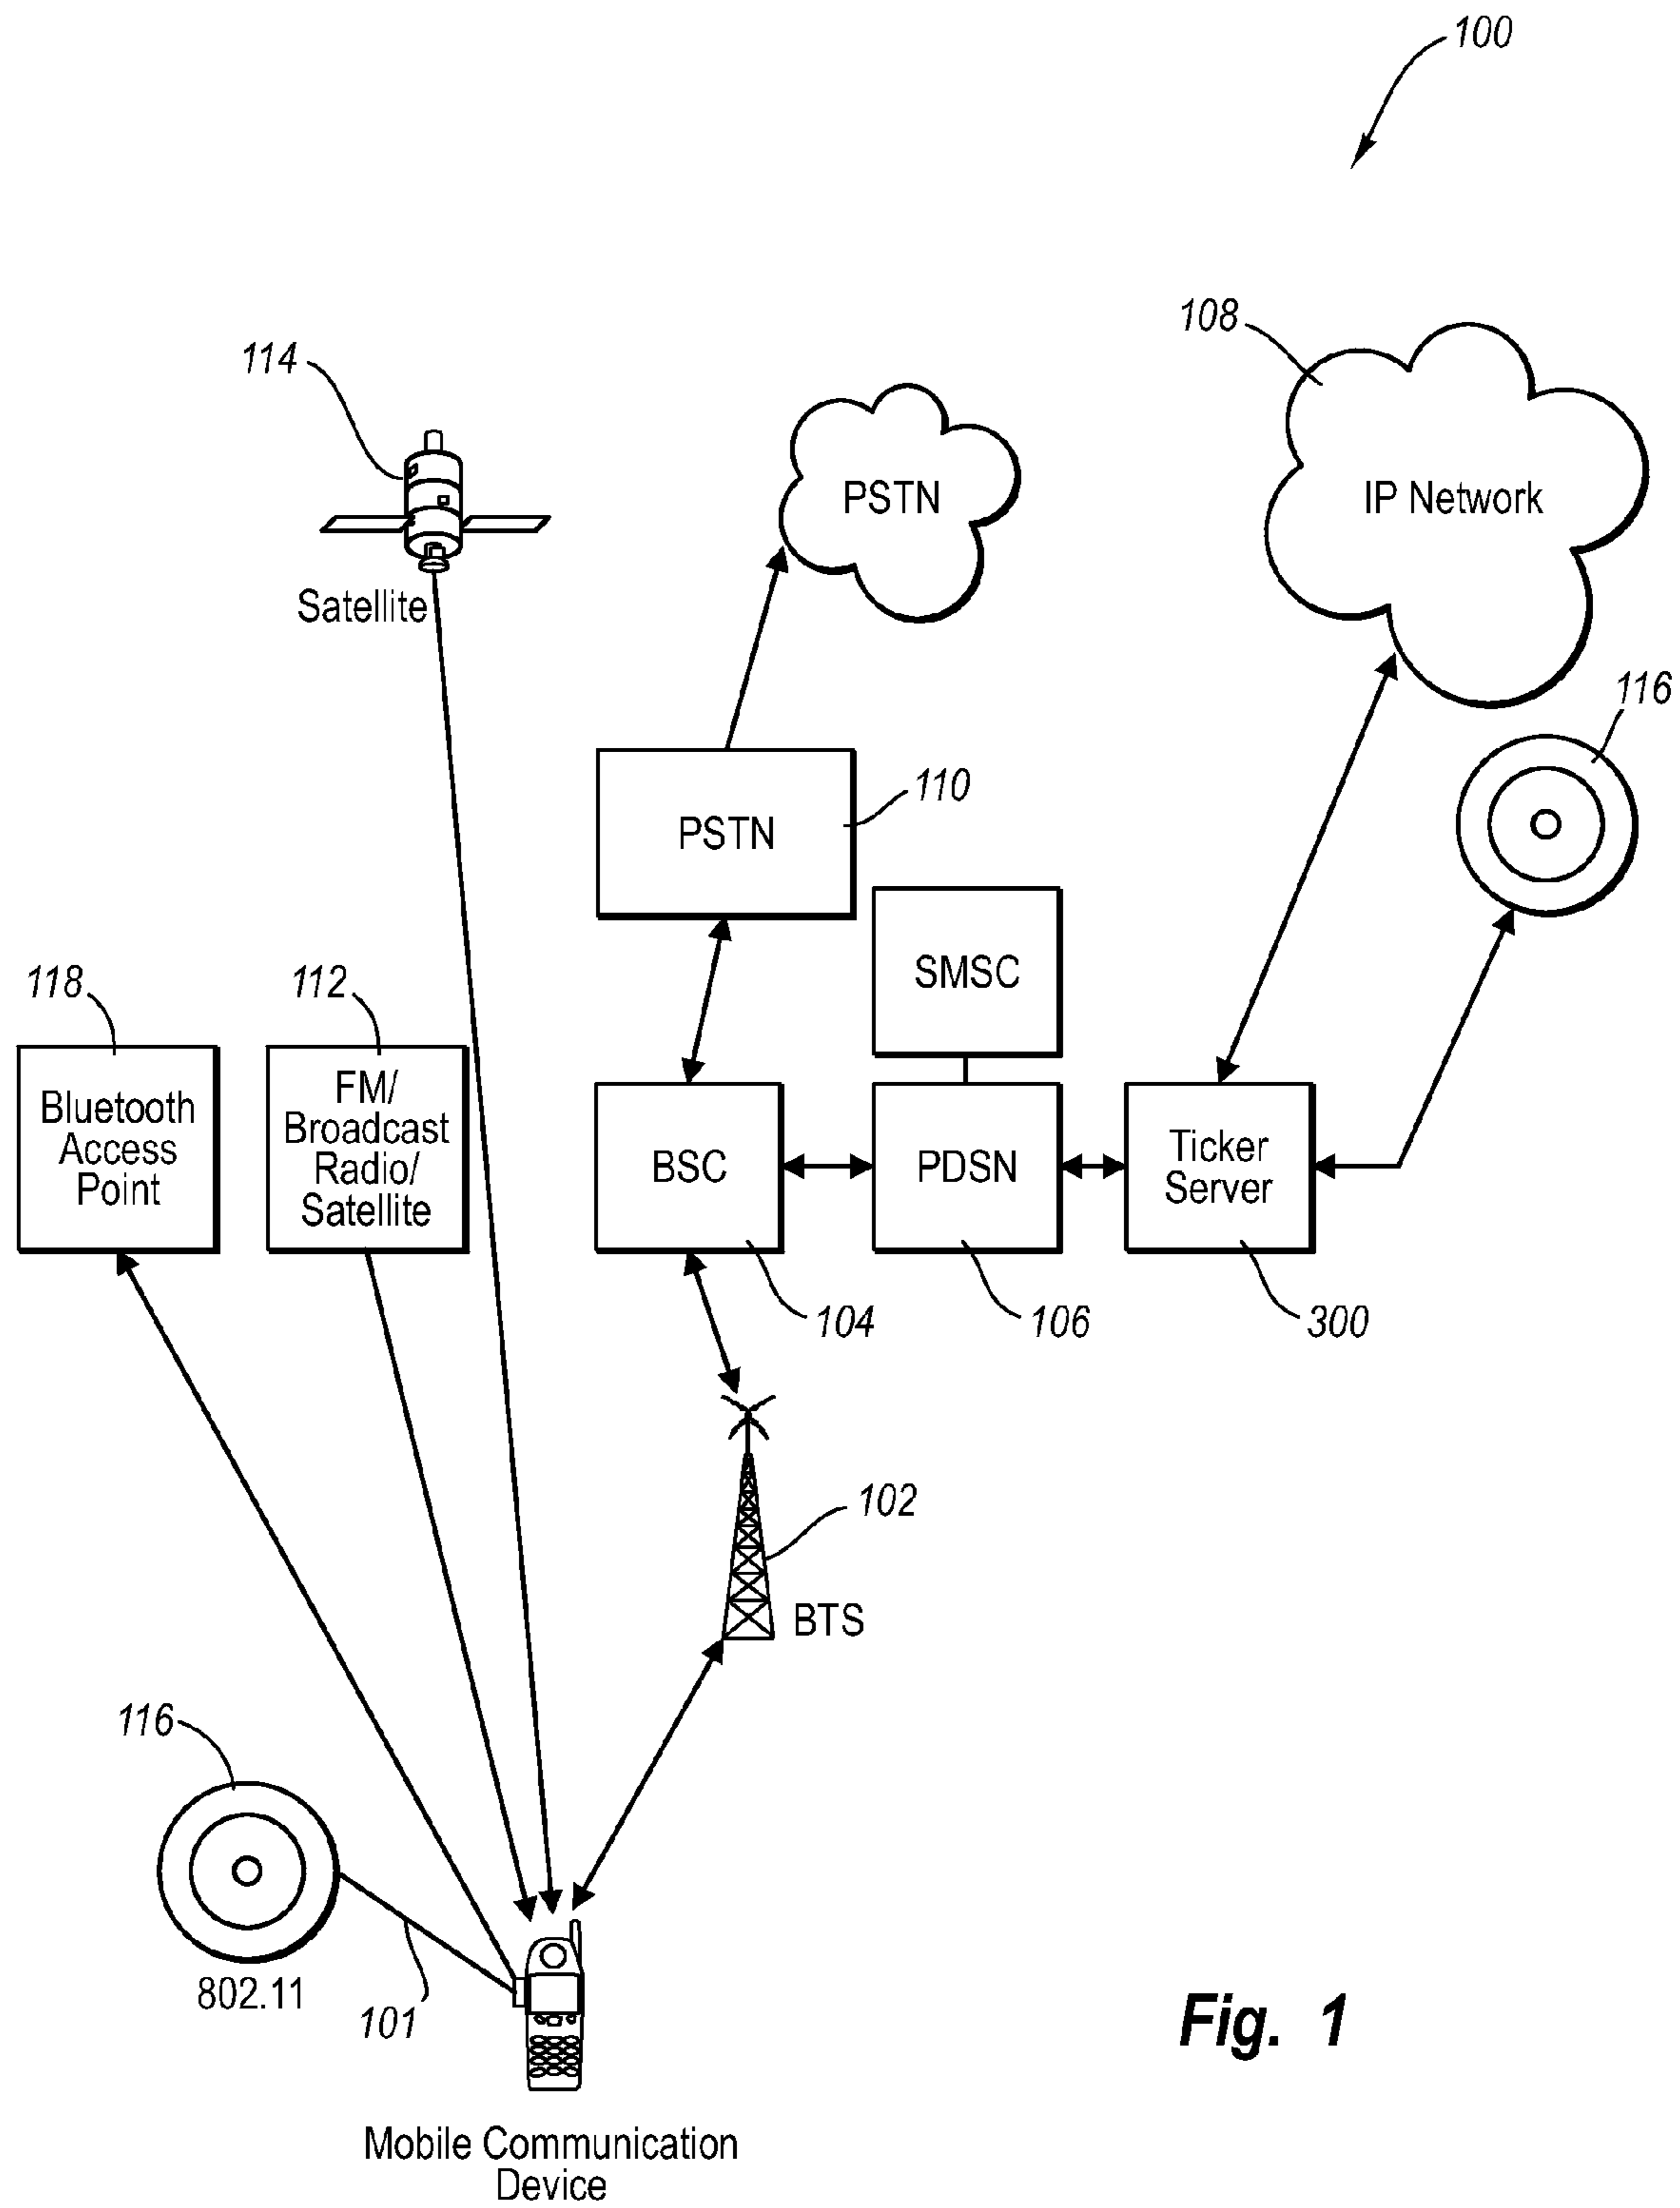 100
108
114
PSTN
IP Network
Satellite
116
110
PSTN
SMSC
118
112
Bluetooth
Access
Point
FM/
Broadcast
Radio/
Satellite
BSC
PDSN
Ticker
Server
104
106
300
102
BTS
116
802.11
101
Fig. 1
Mobile Communication
Device